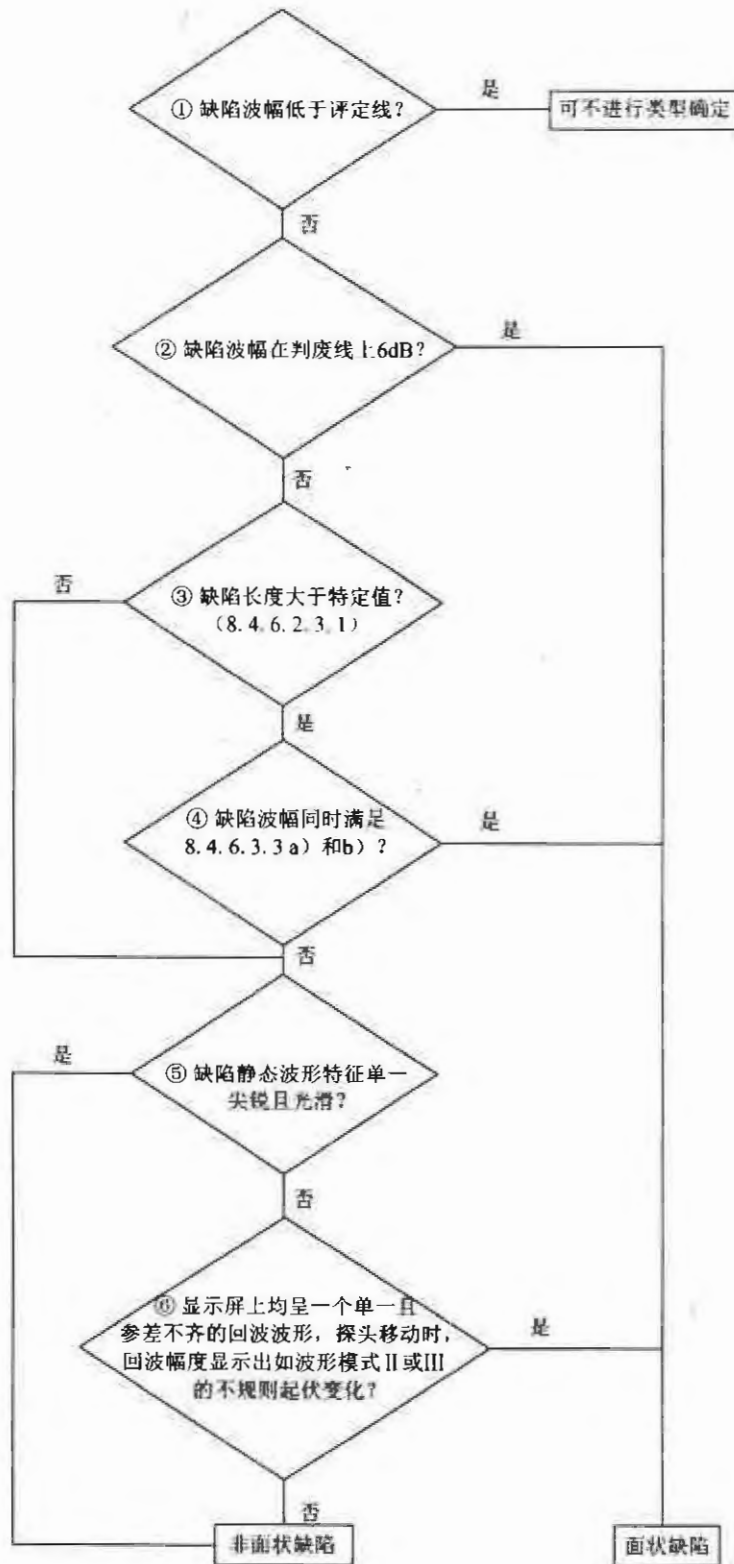 ① 缺陷波幅低于评定线？
是
可不进行类型确定
否
② 缺陷波幅在判废线上6dB？
是
否
③ 缺陷长度大于特定值？
（8.4.6.2.3.1）
否
是
④ 缺陷波幅同时满足
8.4.6.3.3 a）和b）？
是
否
⑤ 缺陷静态波形特征单一
尖锐且光滑？
是
否
⑥ 显示屏上均呈一个单一且
参差不齐的回波波形，探头移动时，
回波幅度显示出如波形模式Ⅱ或III
的不规则起伏变化？
是
否
非面状缺陷
面状缺陷